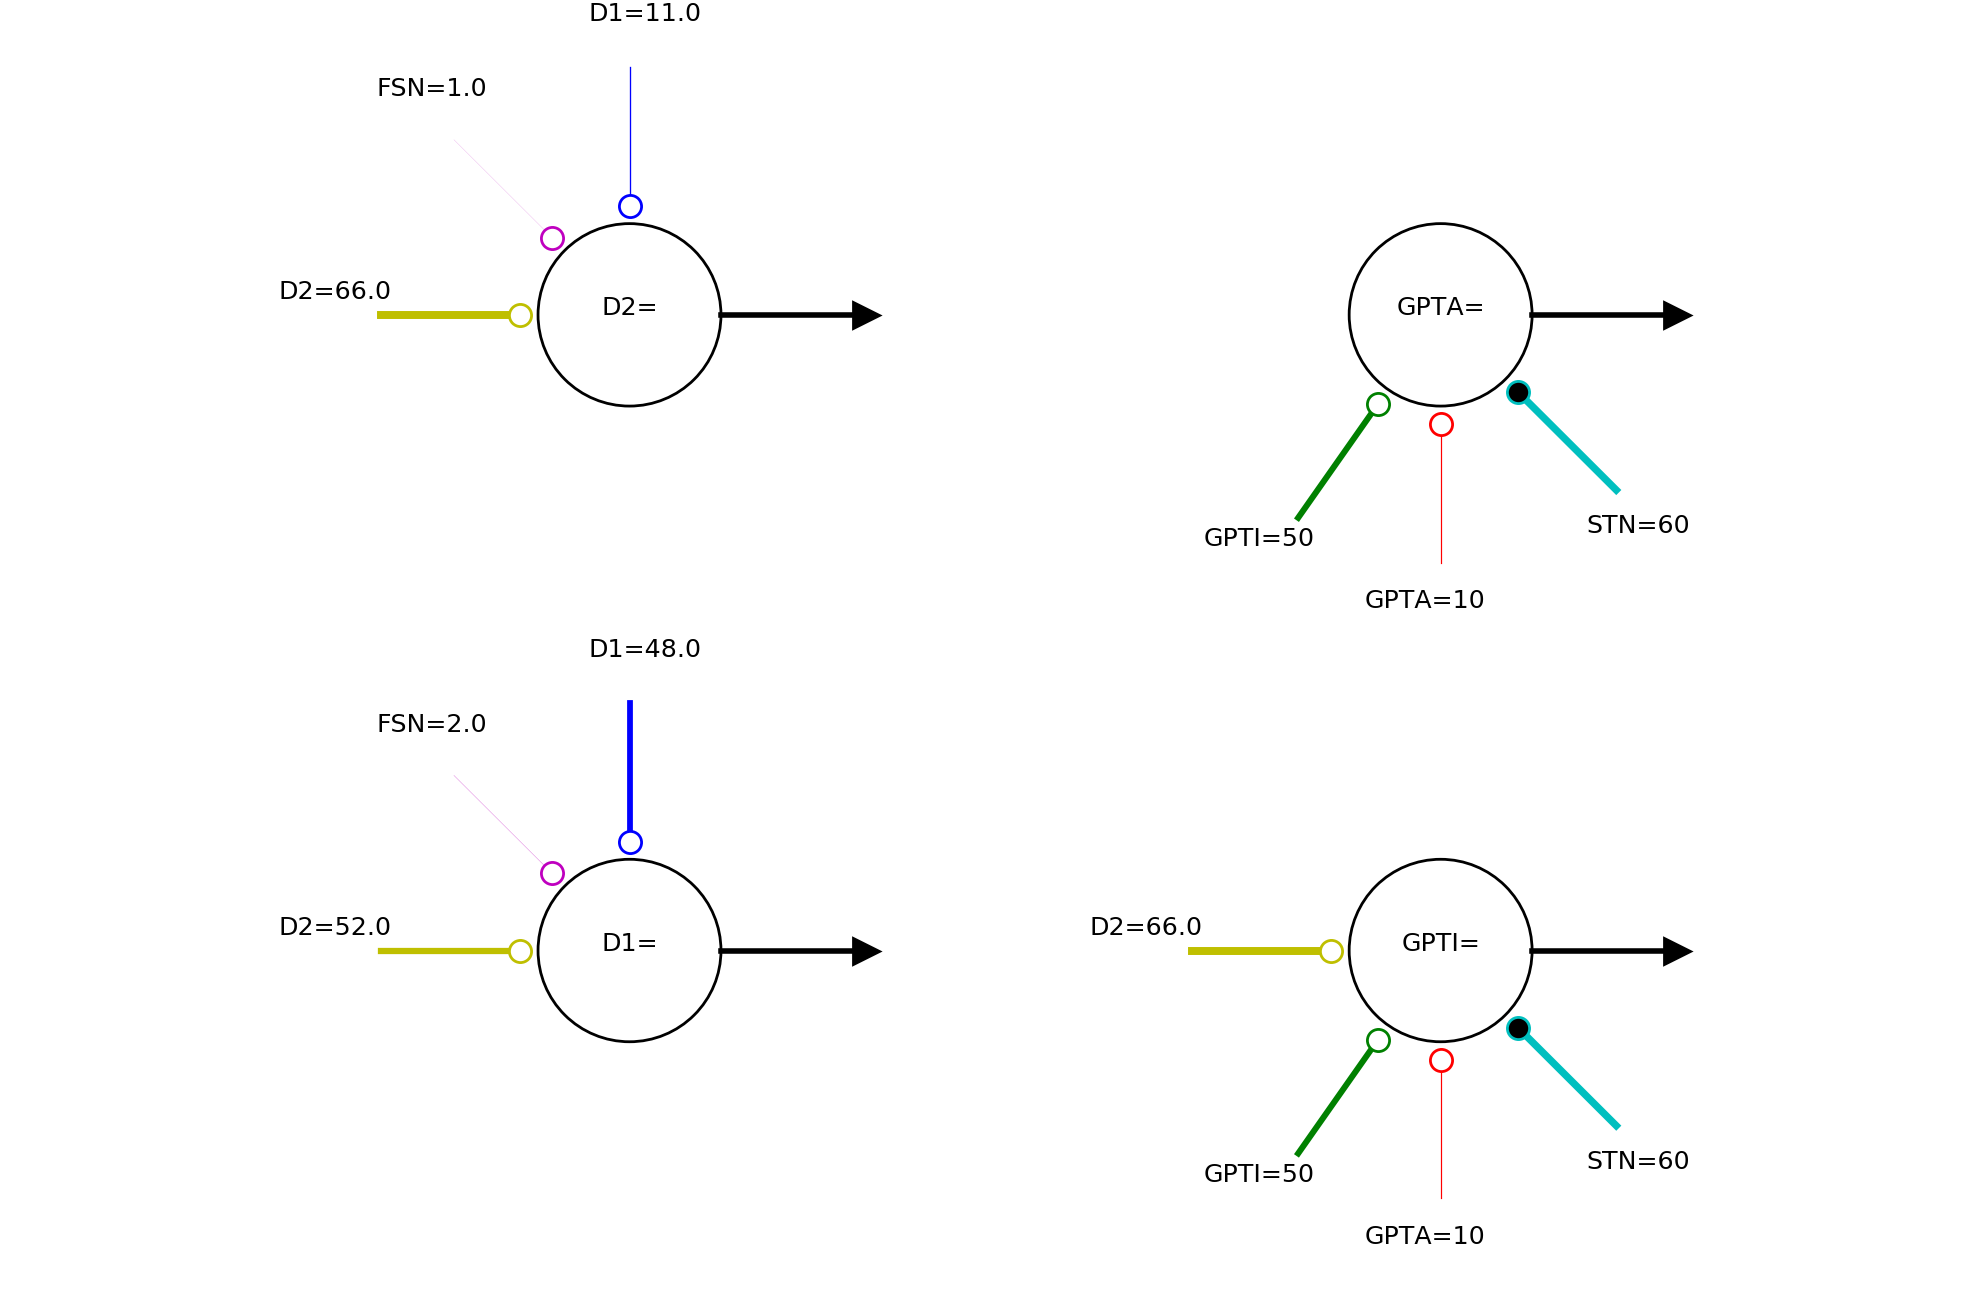 D1=11.0
FSN=1.0
D2=66.0
D2=
GPTA=
GPTI=50
STN=60
GPTA=10
D1=48.0
FSN=2.0
D2=52.0
D1=
D2=66.0
GPTI=
GPTI=50
STN=60
GPTA=10